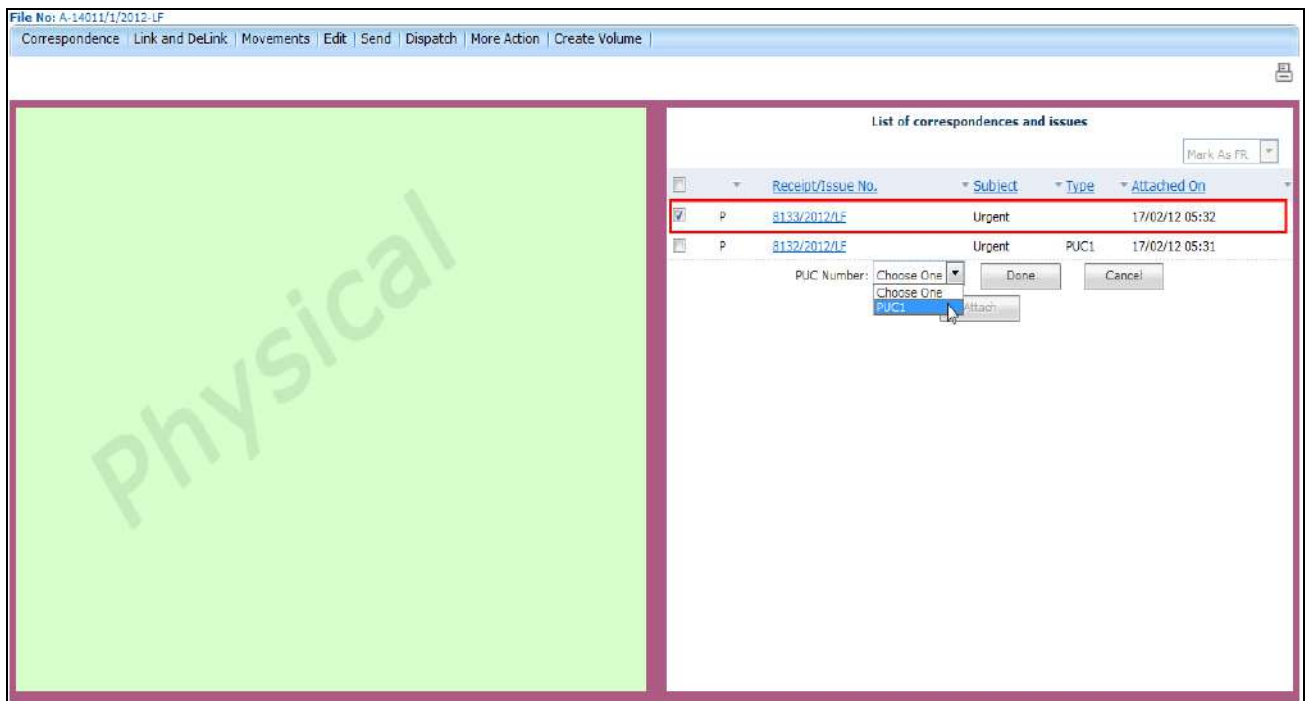 File No: A-14011/1/2012-LF
Correspondence | Link and DeLink | Movements | Edit | Send | Dispatch | More Action | Create Volume |
Physical
List of correspondences and issues
Mark As FR
Receipt/Issue No. Subject Type Attached On
P 8133/2012/LF Urgent 17/02/12 05:32
P 8132/2012/LF Urgent PUC1 17/02/12 05:31
PUC Number: Choose One Done Cancel
Choose One
PUC1 Attach